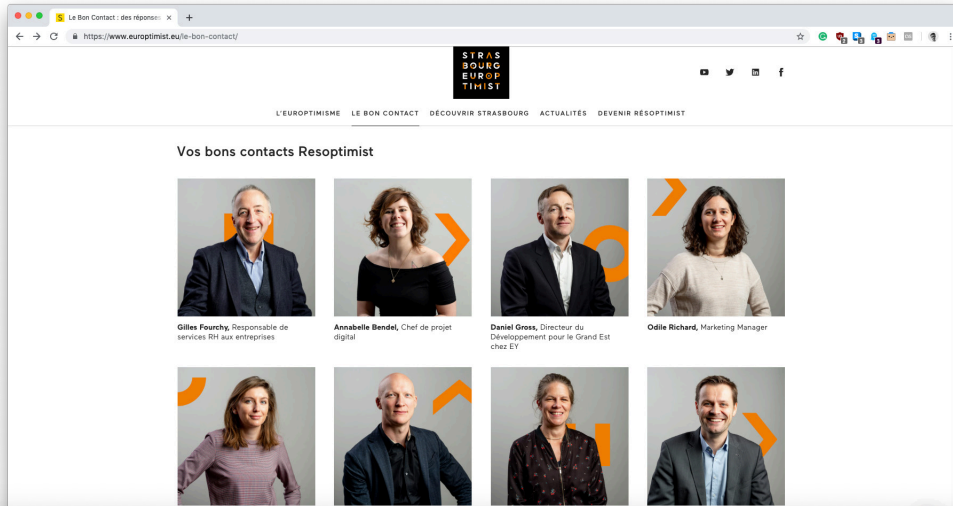 Le Bon Contact : des réponses
https://www.europtimist.eu/le-bon-contact/
STRAS
BOURG
EUROP
TIMIST
L'EUROPTIMISME LE BON CONTACT DÉCOUVRIR STRASBOURG ACTUALITÉS DEVENIR RÉSOPTIMIST
Vos bons contacts Resoptimist
Gilles Fourchy, Responsable de
services RH aux entreprises
Annabelle Bendel, Chef de projet
digital
Daniel Gross, Directeur du
Développement pour le Grand Est
chez EY
Odile Richard, Marketing Manager